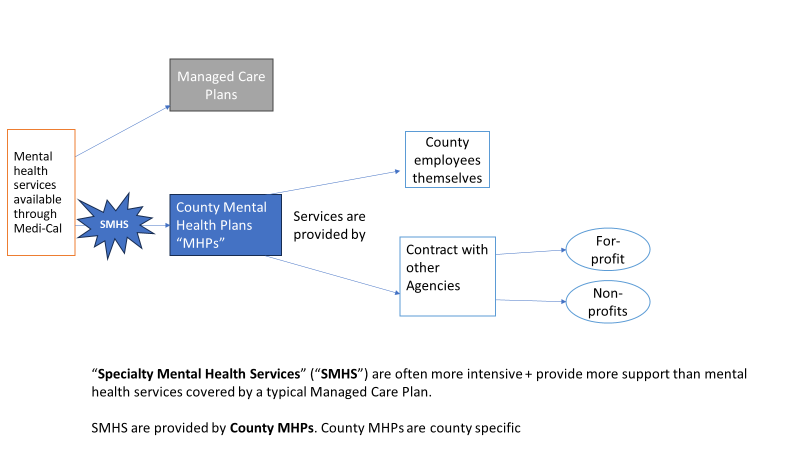 Managed Care
Plans
Mental
health
services
available
through
Medi-Cal
SMHS
County Mental
Health Plans
“MHPs”
Services are
provided by
County
employees
themselves
Contract with
other
Agencies
For-
profit
Non-
profits
“Specialty Mental Health Services” (“SMHS”) are often more intensive + provide more support than mental
health services covered by a typical Managed Care Plan.
SMHS are provided by County MHPs. County MHPs are county specific